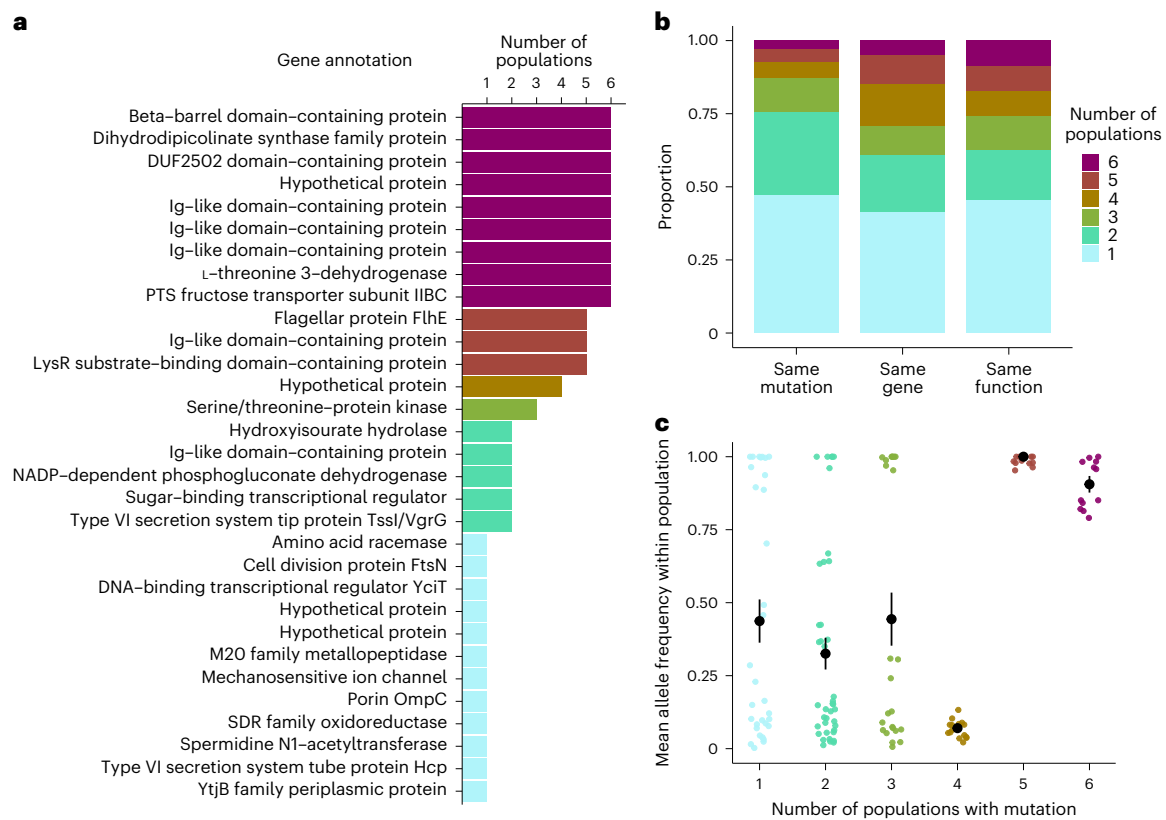 a
Gene annotation
Number of
populations
1 2 3 4 5 6
Beta–barrel domain–containing protein
Dihydrodipicolinate synthase family protein
DUF2502 domain–containing protein
Hypothetical protein
Ig–like domain–containing protein
Ig–like domain–containing protein
Ig–like domain–containing protein
L–threonine 3–dehydrogenase
PTS fructose transporter subunit IIBC
Flagellar protein FlhE
Ig–like domain–containing protein
LysR substrate–binding domain–containing protein
Hypothetical protein
Serine/threonine–protein kinase
Hydroxyisourate hydrolase
Ig–like domain–containing protein
NADP–dependent phosphogluconate dehydrogenase
Sugar–binding transcriptional regulator
Type VI secretion system tip protein TssI/VgrG
Amino acid racemase
Cell division protein FtsN
DNA–binding transcriptional regulator YciT
Hypothetical protein
Hypothetical protein
M20 family metallopeptidase
Mechanosensitive ion channel
Porin OmpC
SDR family oxidoreductase
Spermidine N1–acetyltransferase
Type VI secretion system tube protein Hcp
YtjB family periplasmic protein
b
Proportion
1.00
0.75
0.50
0.25
0
Same
mutation
Same
gene
Same
function
Number of
populations
6
5
4
3
2
1
c
Mean allele frequency within population
1.00
0.75
0.50
0.25
0
1 2 3 4 5 6
Number of populations with mutation